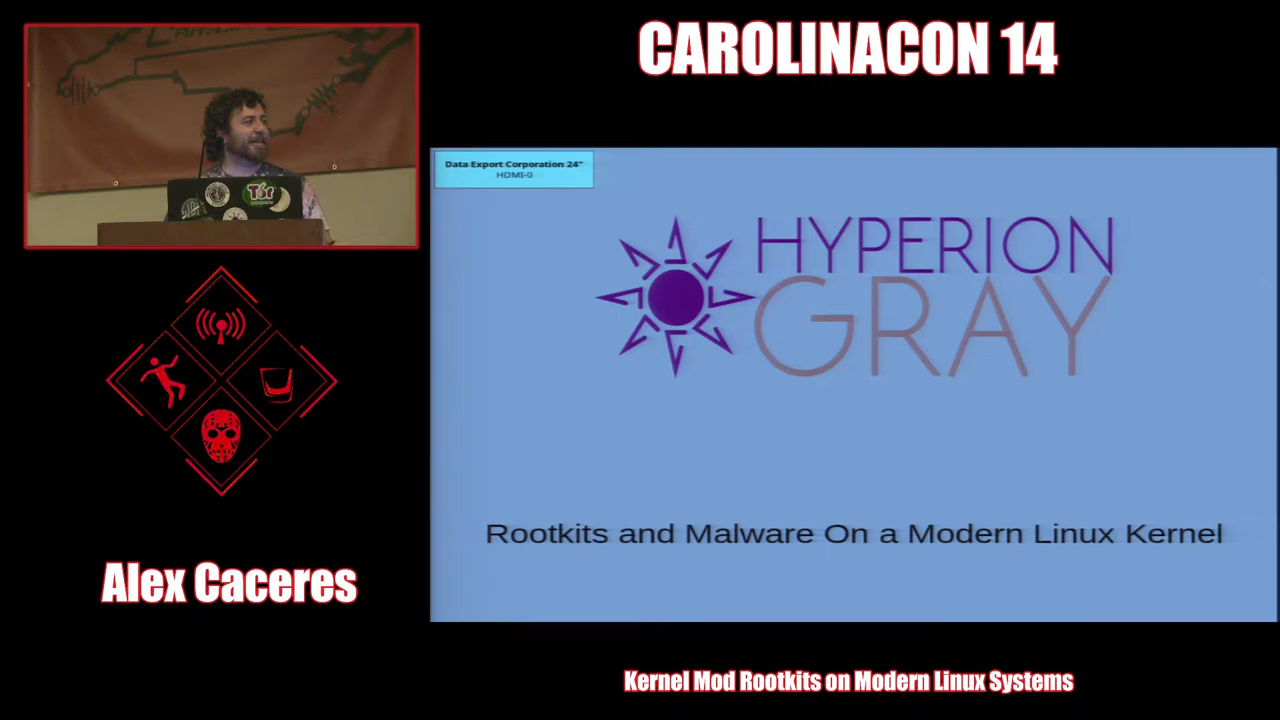 CAROLINACON 14
Data Export Corporation 24"
HDMI-0
HYPERION
GRAY
Tor
Rootkits and Malware On a Modern Linux Kernel
Alex Caceres
Kernel Mod Rootkits on Modern Linux Systems